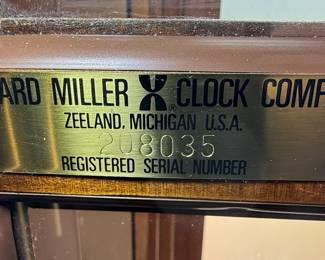 ARD MILLER ® CLOCK COMP
ZEELAND, MICHIGAN U.S.A.
208035
REGISTERED SERIAL NUMBER